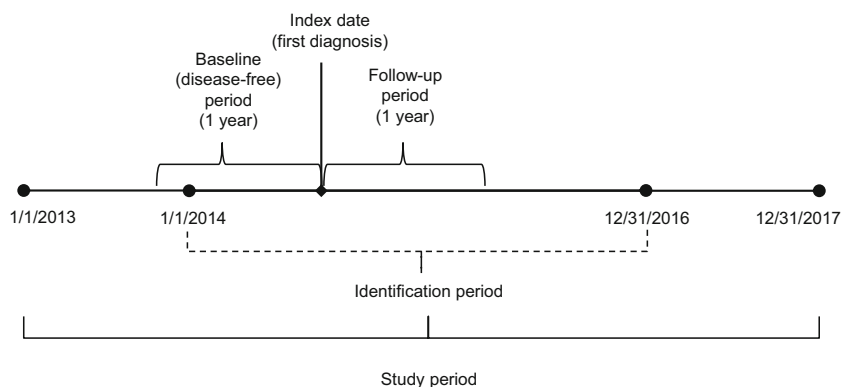 Index date
(first diagnosis)
Baseline
(disease-free)
period
(1 year)
Follow-up
period
(1 year)
1/1/2013
1/1/2014
12/31/2016
12/31/2017
Identification period
Study period